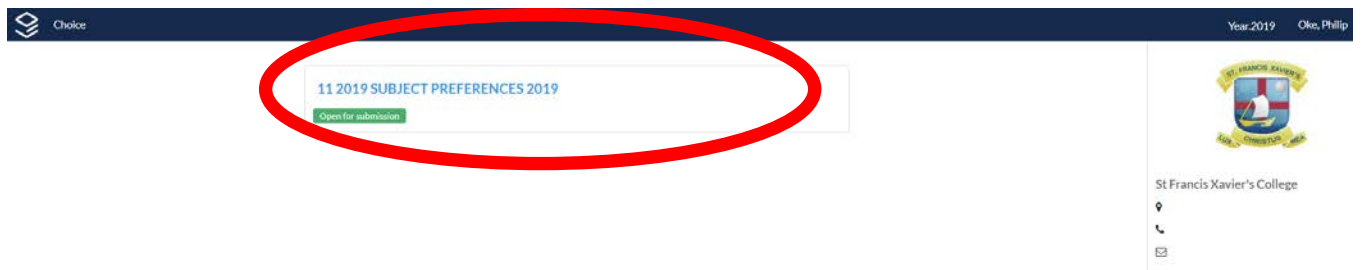 Choice
Year.2019
Oke, Philip
11 2019 SUBJECT PREFERENCES 2019
Open for submission
ST. FRANCIS XAVIER'S
LUX CHRISTUS MEA
St Francis Xavier's College